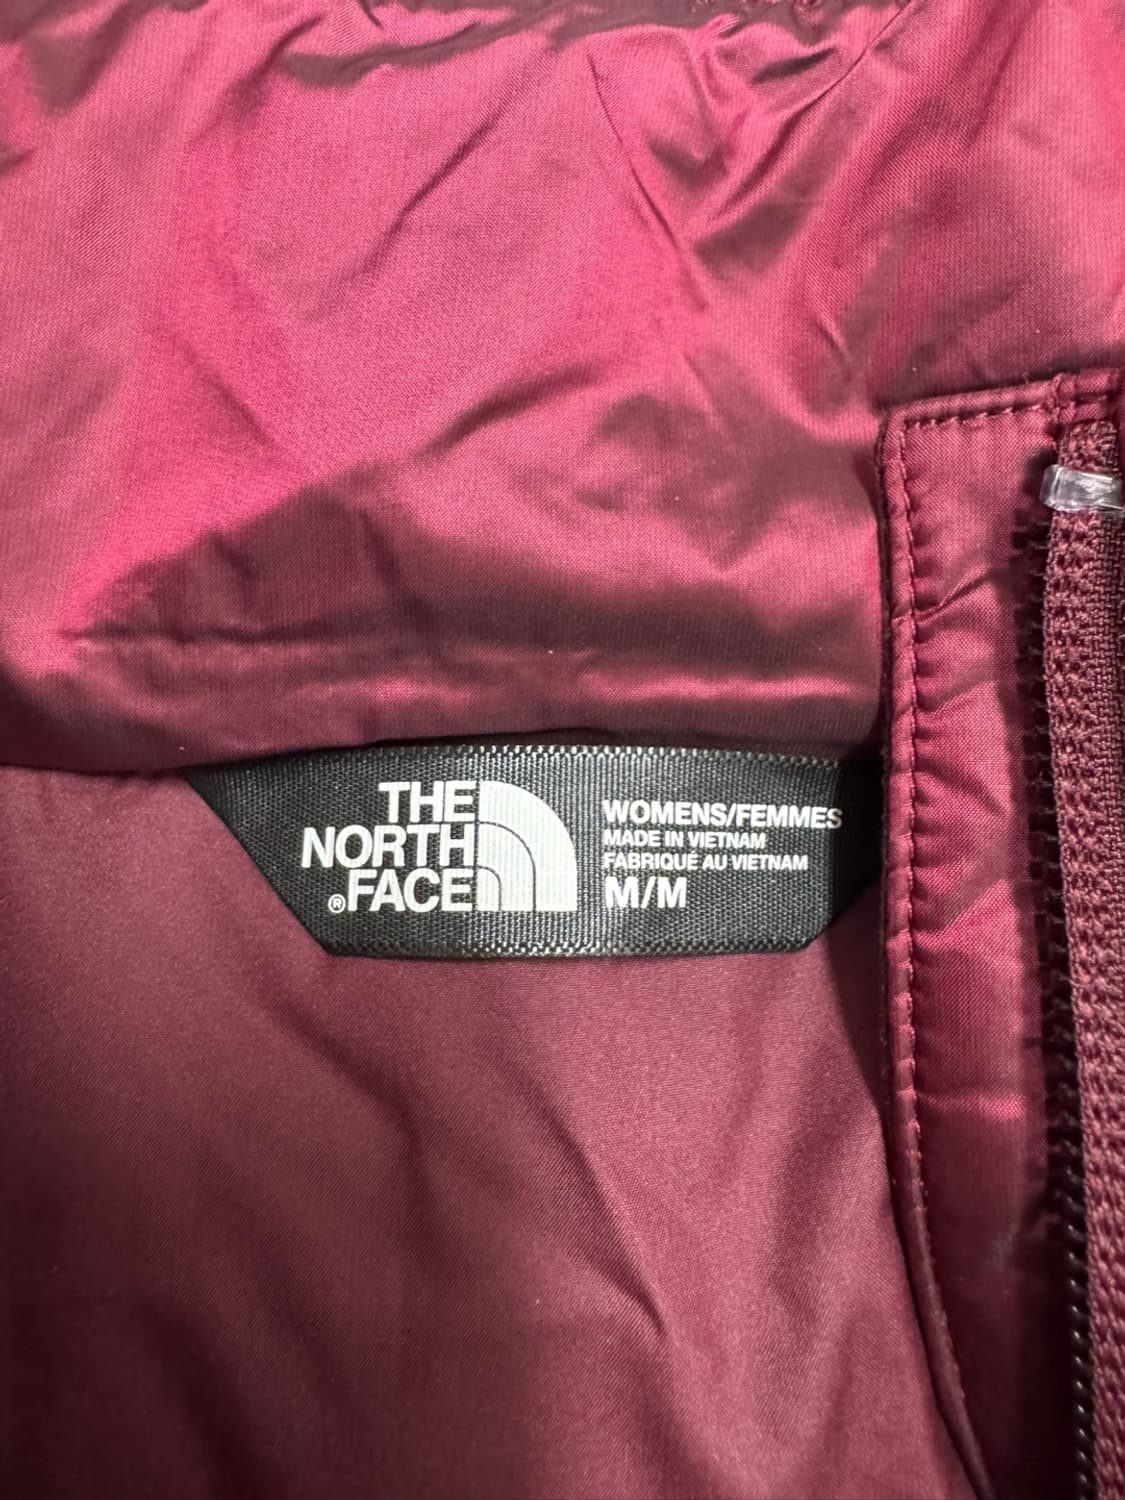 THE
NORTH
®FACE
WOMENS/FEMMES
MADE IN VIETNAM
FABRIQUÉ AU VIETNAM
M/M